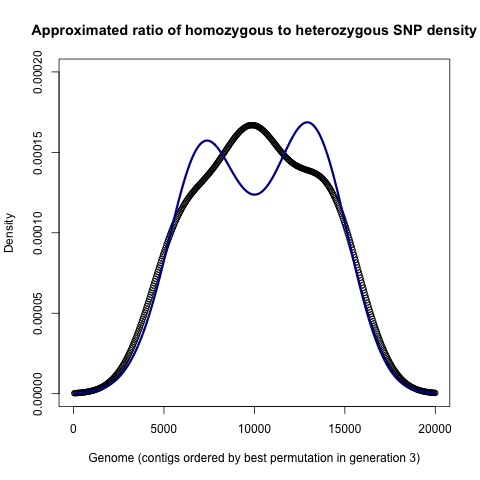 Approximated ratio of homozygous to heterozygous SNP density
0.00020
0.00015
0.00010
0.00005
0.00000
Density
0 5000 10000 15000 20000
Genome (contigs ordered by best permutation in generation 3)